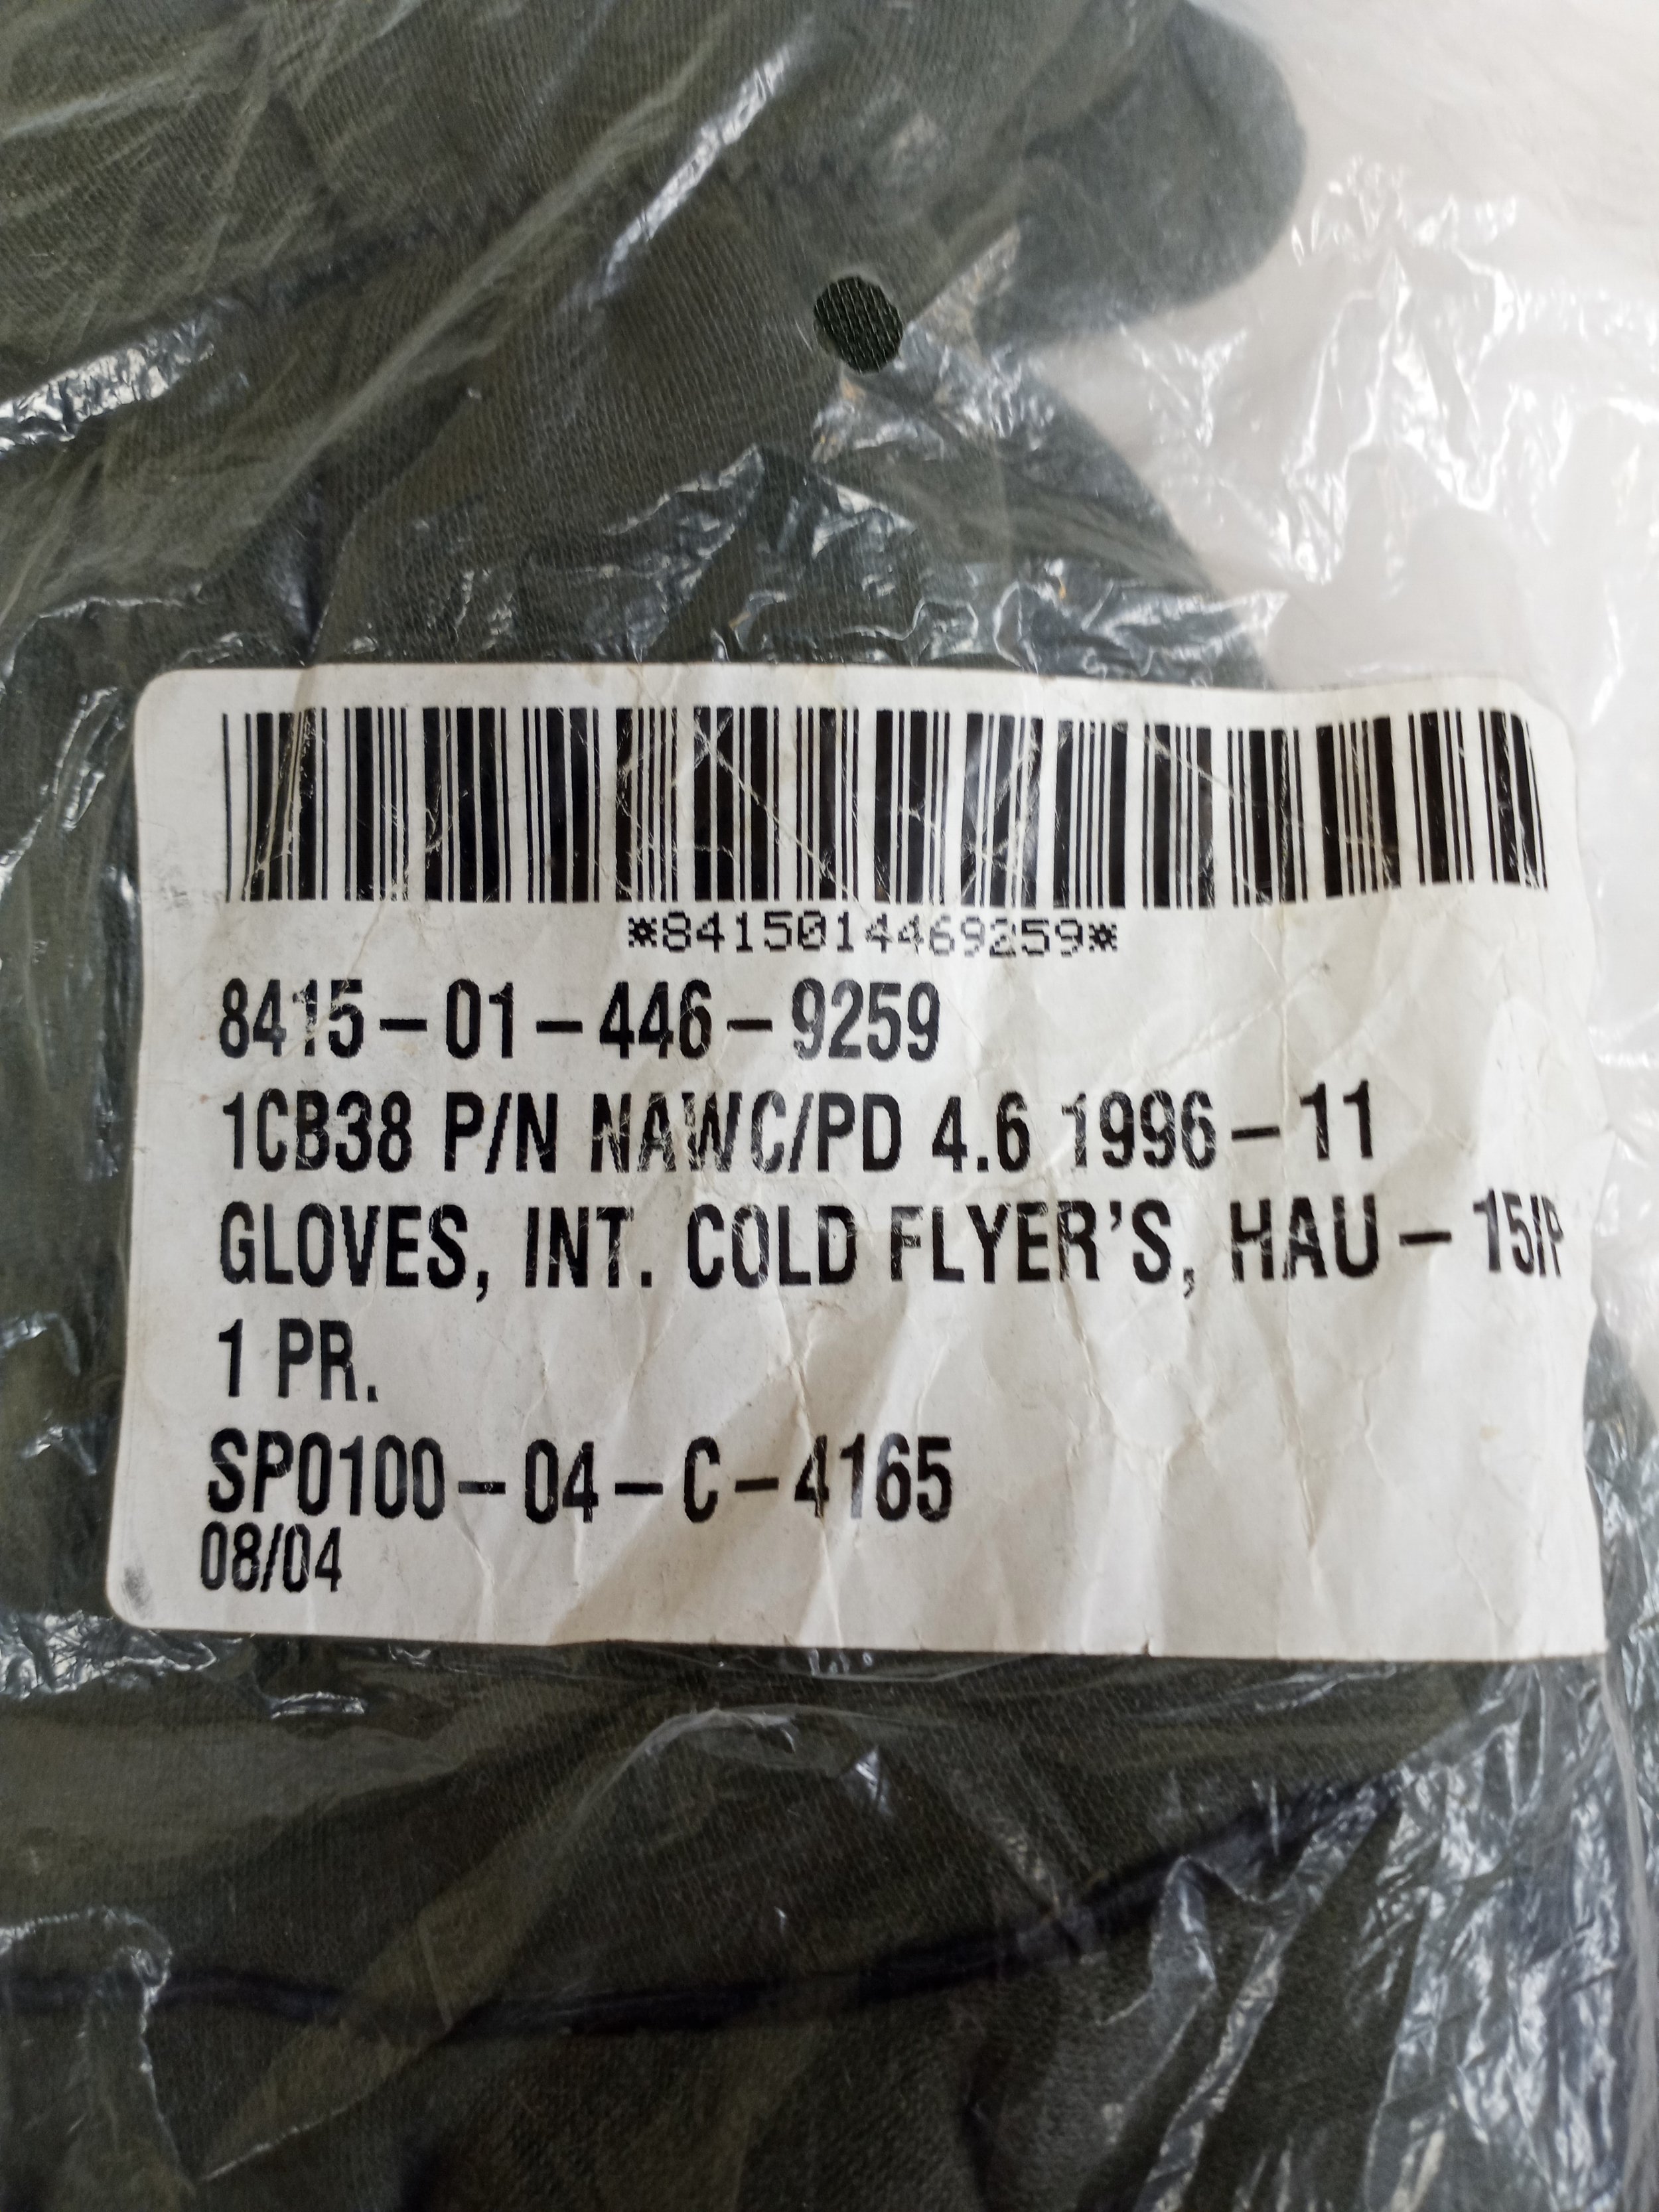 *8415014469259*
8415-01-446-9259
1CB38 P/N NAWC/PD 4.6 1996-11
GLOVES, INT. COLD FLYER'S, HAU-15/P
1 PR.
SP0100-04-C-4165
08/04